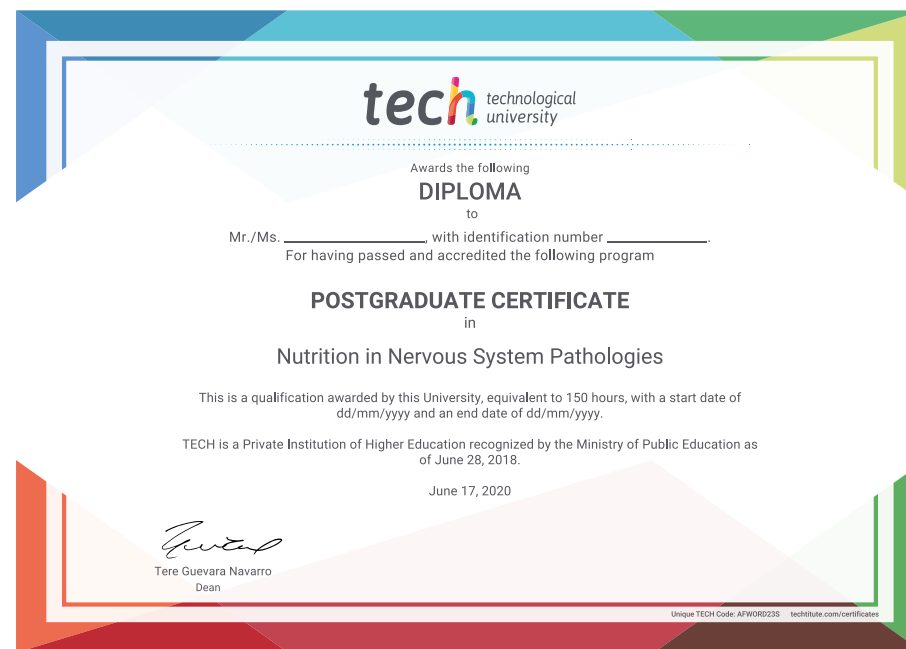 tech technological
university
Awards the following
DIPLOMA
to
Mr./Ms. ____________________, with identification number ______________.
For having passed and accredited the following program
POSTGRADUATE CERTIFICATE
in
Nutrition in Nervous System Pathologies
This is a qualification awarded by this University, equivalent to 150 hours, with a start date of
dd/mm/yyyy and an end date of dd/mm/yyyy.
TECH is a Private Institution of Higher Education recognized by the Ministry of Public Education as
of June 28, 2018.
June 17, 2020
Tere Guevara Navarro
Dean
Unique TECH Code: AFWORD23S techtitute.com/certificates